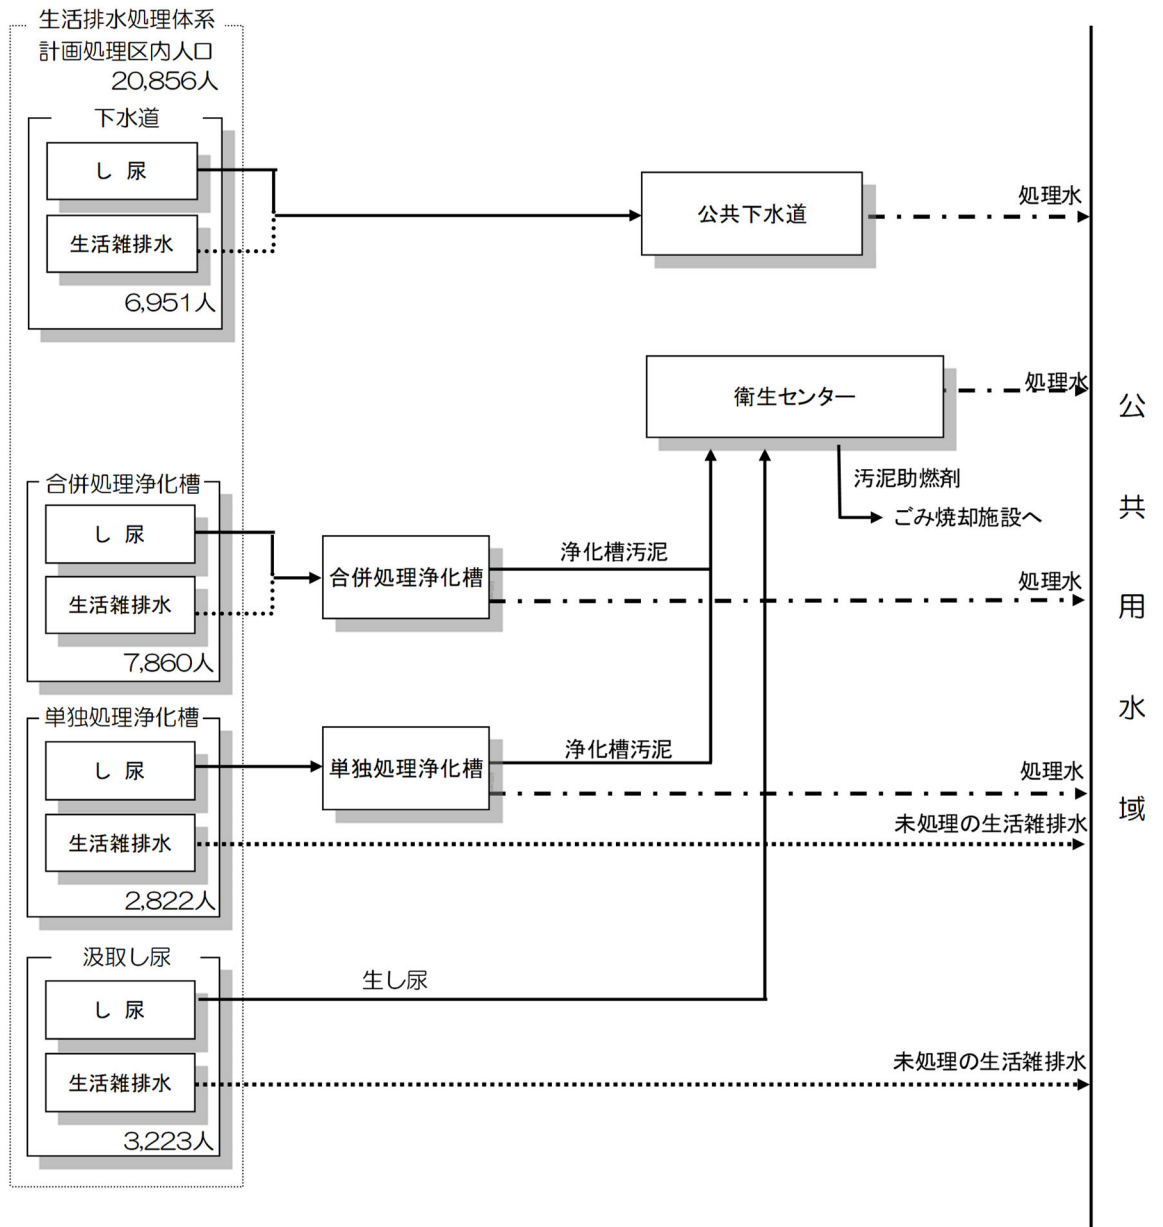 生活排水処理体系
計画処理区内人口
20,856人
下水道
し 尿
生活雑排水
6,951人
公共下水道
処理水
衛生センター
処理水
汚泥助燃剤
ごみ焼却施設へ
合併処理浄化槽
し 尿
生活雑排水
7,860人
合併処理浄化槽
浄化槽汚泥
処理水
単独処理浄化槽
し 尿
生活雑排水
2,822人
単独処理浄化槽
浄化槽汚泥
処理水
未処理の生活雑排水
汲取し尿
し 尿
生活雑排水
3,223人
生し尿
未処理の生活雑排水
公共用水域